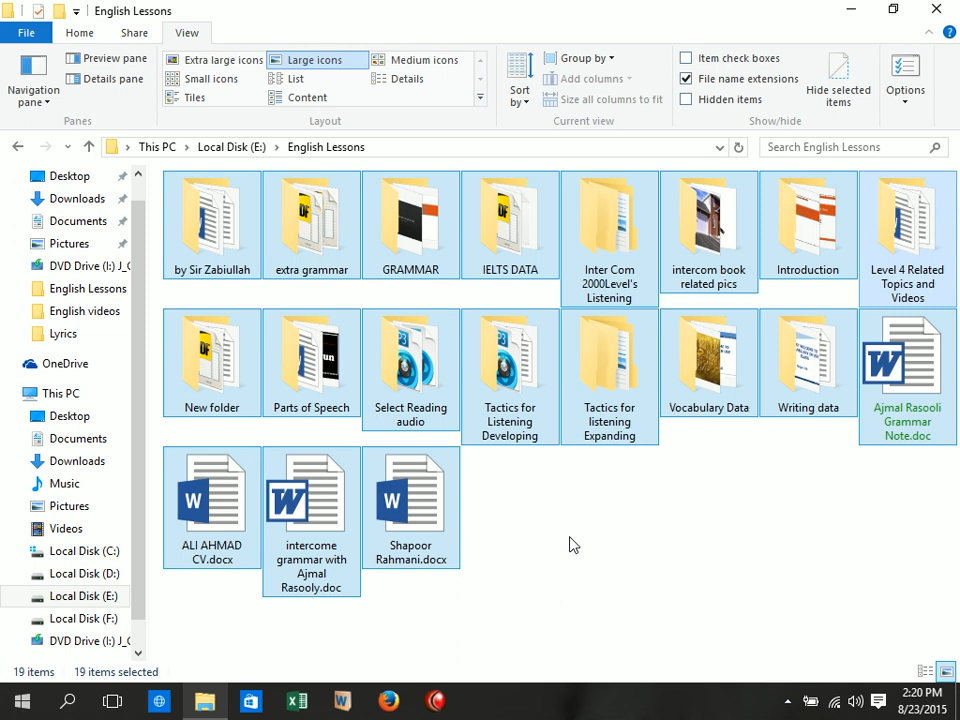 English Lessons
File
Home
Share
View
Navigation
pane
Preview pane
Details pane
Panes
Extra large icons
Large icons
Medium icons
Small icons
List
Details
Tiles
Content
Layout
Sort
by
Group by
Add columns
Size all columns to fit
Current view
Item check boxes
File name extensions
Hidden items
Hide selected
items
Show/hide
Options
This PC
Local Disk (E:)
English Lessons
Search English Lessons
Desktop
Downloads
Documents
Pictures
DVD Drive (I:) J_C
English Lessons
English videos
Lyrics
OneDrive
This PC
Desktop
Documents
Downloads
Music
Pictures
Videos
Local Disk (C:)
Local Disk (D:)
Local Disk (E:)
Local Disk (F:)
DVD Drive (I:) J_C
by Sir Zabiullah
extra grammar
GRAMMAR
IELTS DATA
Inter Com
2000Level's
Listening
intercom book
related pics
Introduction
Level 4 Related
Topics and
Videos
New folder
Parts of Speech
Select Reading
audio
Tactics for
Listening
Developing
Tactics for
listening
Expanding
Vocabulary Data
Writing data
Ajmal Rasooli
Grammar
Note.doc
ALI AHMAD
CV.docx
intercome
grammar with
Ajmal
Rasooly.doc
Shapoor
Rahmani.docx
19 items
19 items selected
2:20 PM
8/23/2015